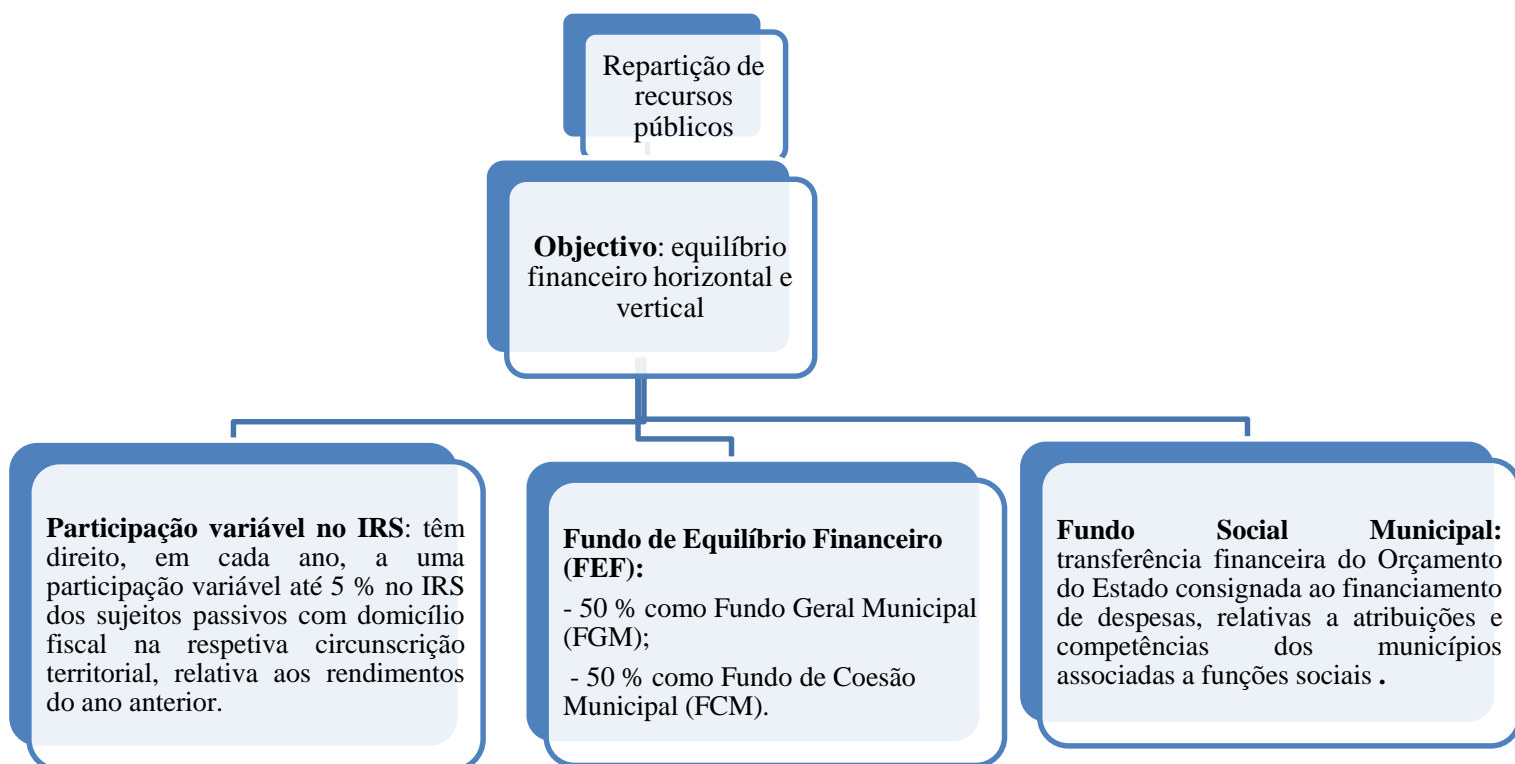 Repartição de
recursos
públicos
Objectivo: equilíbrio
financeiro horizontal e
vertical
Participação variável no IRS: têm
direito, em cada ano, a uma
participação variável até 5 % no IRS
dos sujeitos passivos com domicílio
fiscal na respetiva circunscrição
territorial, relativa aos rendimentos
do ano anterior.
Fundo de Equilíbrio Financeiro
(FEF):
- 50 % como Fundo Geral Municipal
(FGM);
- 50 % como Fundo de Coesão
Municipal (FCM).
Fundo Social Municipal:
transferência financeira do Orçamento
do Estado consignada ao financiamento
de despesas, relativas a atribuições e
competências dos municípios
associadas a funções sociais .